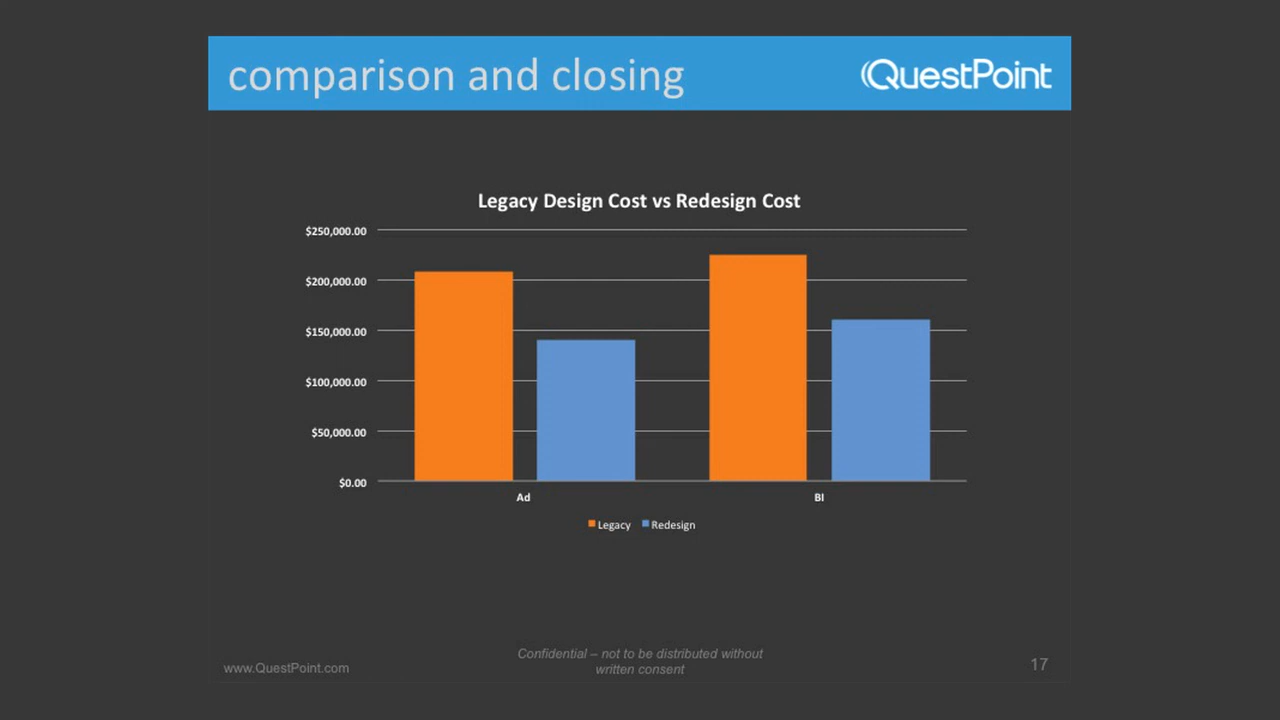 comparison and closing
QuestPoint
Legacy Design Cost vs Redesign Cost
$250,000.00
$200,000.00
$150,000.00
$100,000.00
$50,000.00
$0.00
Ad
BI
Legacy
Redesign
www.QuestPoint.com
Confidential – not to be distributed without
written consent
17